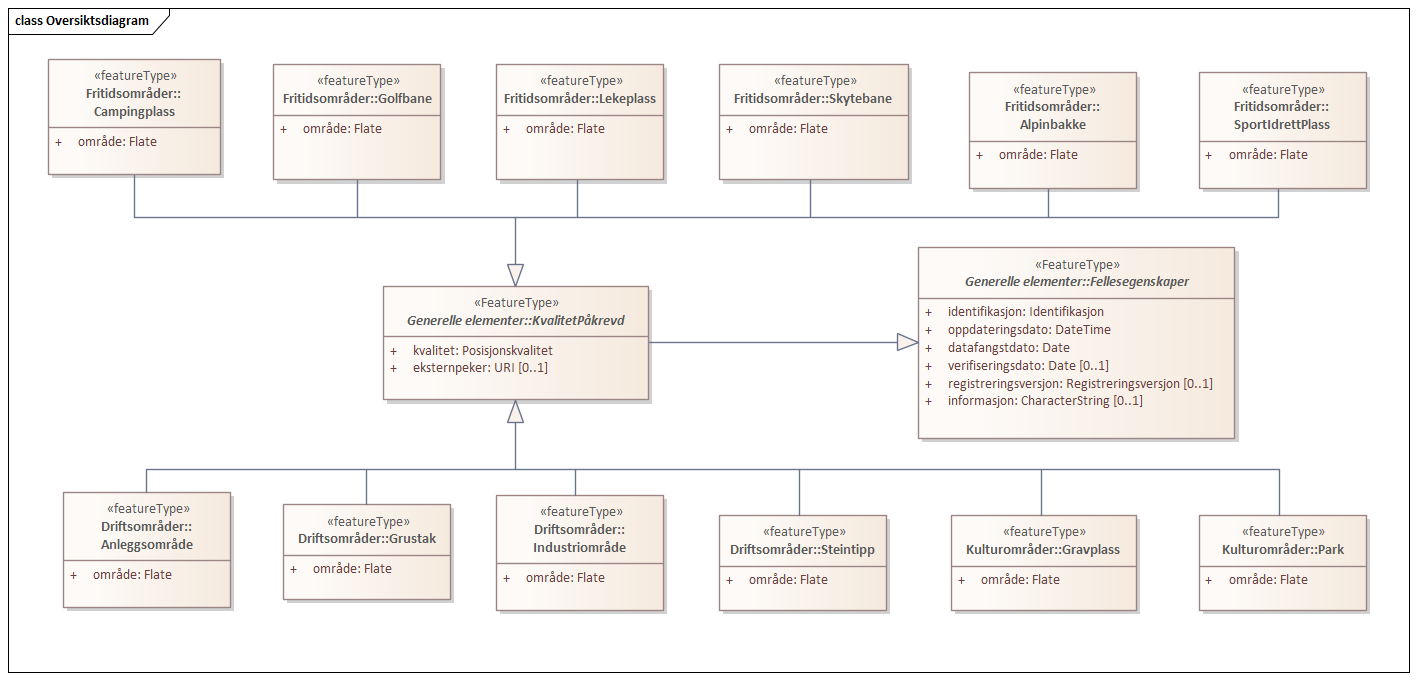 class Oversiktsdiagram
«featureType»
Fritidsområder::
Campingplass
+ område: Flate
«featureType»
Fritidsområder::Golfbane
+ område: Flate
«featureType»
Fritidsområder::Lekeplass
+ område: Flate
«featureType»
Fritidsområder::Skytebane
+ område: Flate
«featureType»
Fritidsområder::
Alpinbakke
+ område: Flate
«featureType»
Fritidsområder::
SportIdrettPlass
+ område: Flate
«FeatureType»
Generelle elementer::KvalitetPåkrevd
+ kvalitet: Posisjonskvalitet
+ eksternpeker: URI [0..1]
«FeatureType»
Generelle elementer::Fellesegenskaper
+ identifikasjon: Identifikasjon
+ oppdateringsdato: DateTime
+ datafangstdato: Date
+ verifiseringsdato: Date [0..1]
+ registreringsversjon: Registreringsversjon [0..1]
+ informasjon: CharacterString [0..1]
«featureType»
Driftsområder::
Anleggsområde
+ område: Flate
«featureType»
Driftsområder::Grustak
+ område: Flate
«featureType»
Driftsområder::
Industriområde
+ område: Flate
«featureType»
Driftsområder::Steintipp
+ område: Flate
«featureType»
Kulturområder::Gravplass
+ område: Flate
«featureType»
Kulturområder::Park
+ område: Flate